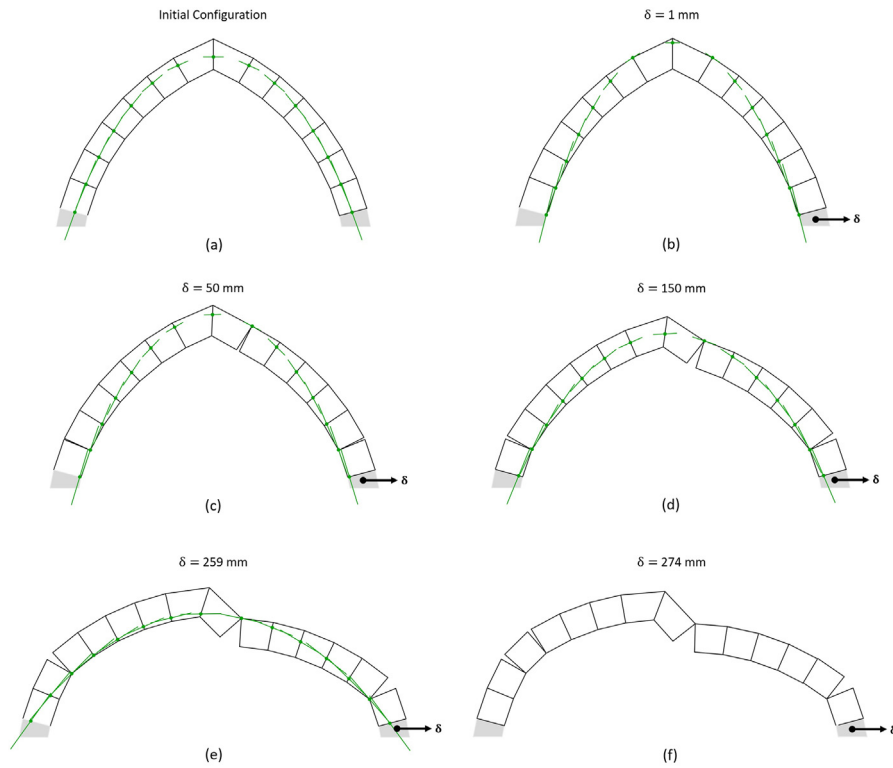 Initial Configuration
δ = 1 mm
δ
(a)
(b)
δ = 50 mm
δ = 150 mm
δ
δ
(c)
(d)
δ = 259 mm
δ = 274 mm
δ
δ
(e)
(f)